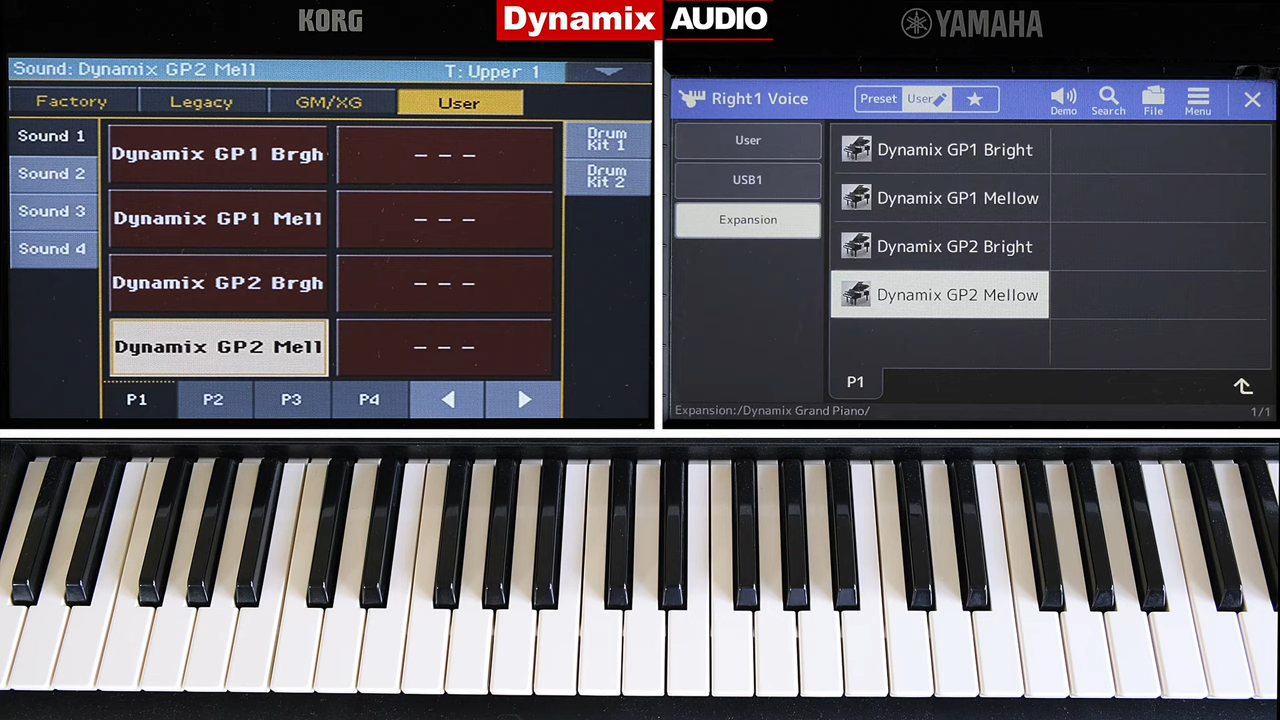 KORG
Dynamix AUDIO
YAMAHA
Sound: Dynamix GP2 Mell
T: Upper 1
Factory
Legacy
GM/XG
User
Sound 1
Sound 2
Sound 3
Sound 4
Dynamix GP1 Brgh
- - -
Dynamix GP1 Mell
- - -
Dynamix GP2 Brgh
- - -
Dynamix GP2 Mell
- - -
Drum
Kit 1
Drum
Kit 2
P1
P2
P3
P4
Right1 Voice
Preset
User
Demo
Search
File
Menu
User
USB1
Expansion
Dynamix GP1 Bright
Dynamix GP1 Mellow
Dynamix GP2 Bright
Dynamix GP2 Mellow
P1
Expansion:/Dynamix Grand Piano/
1/1